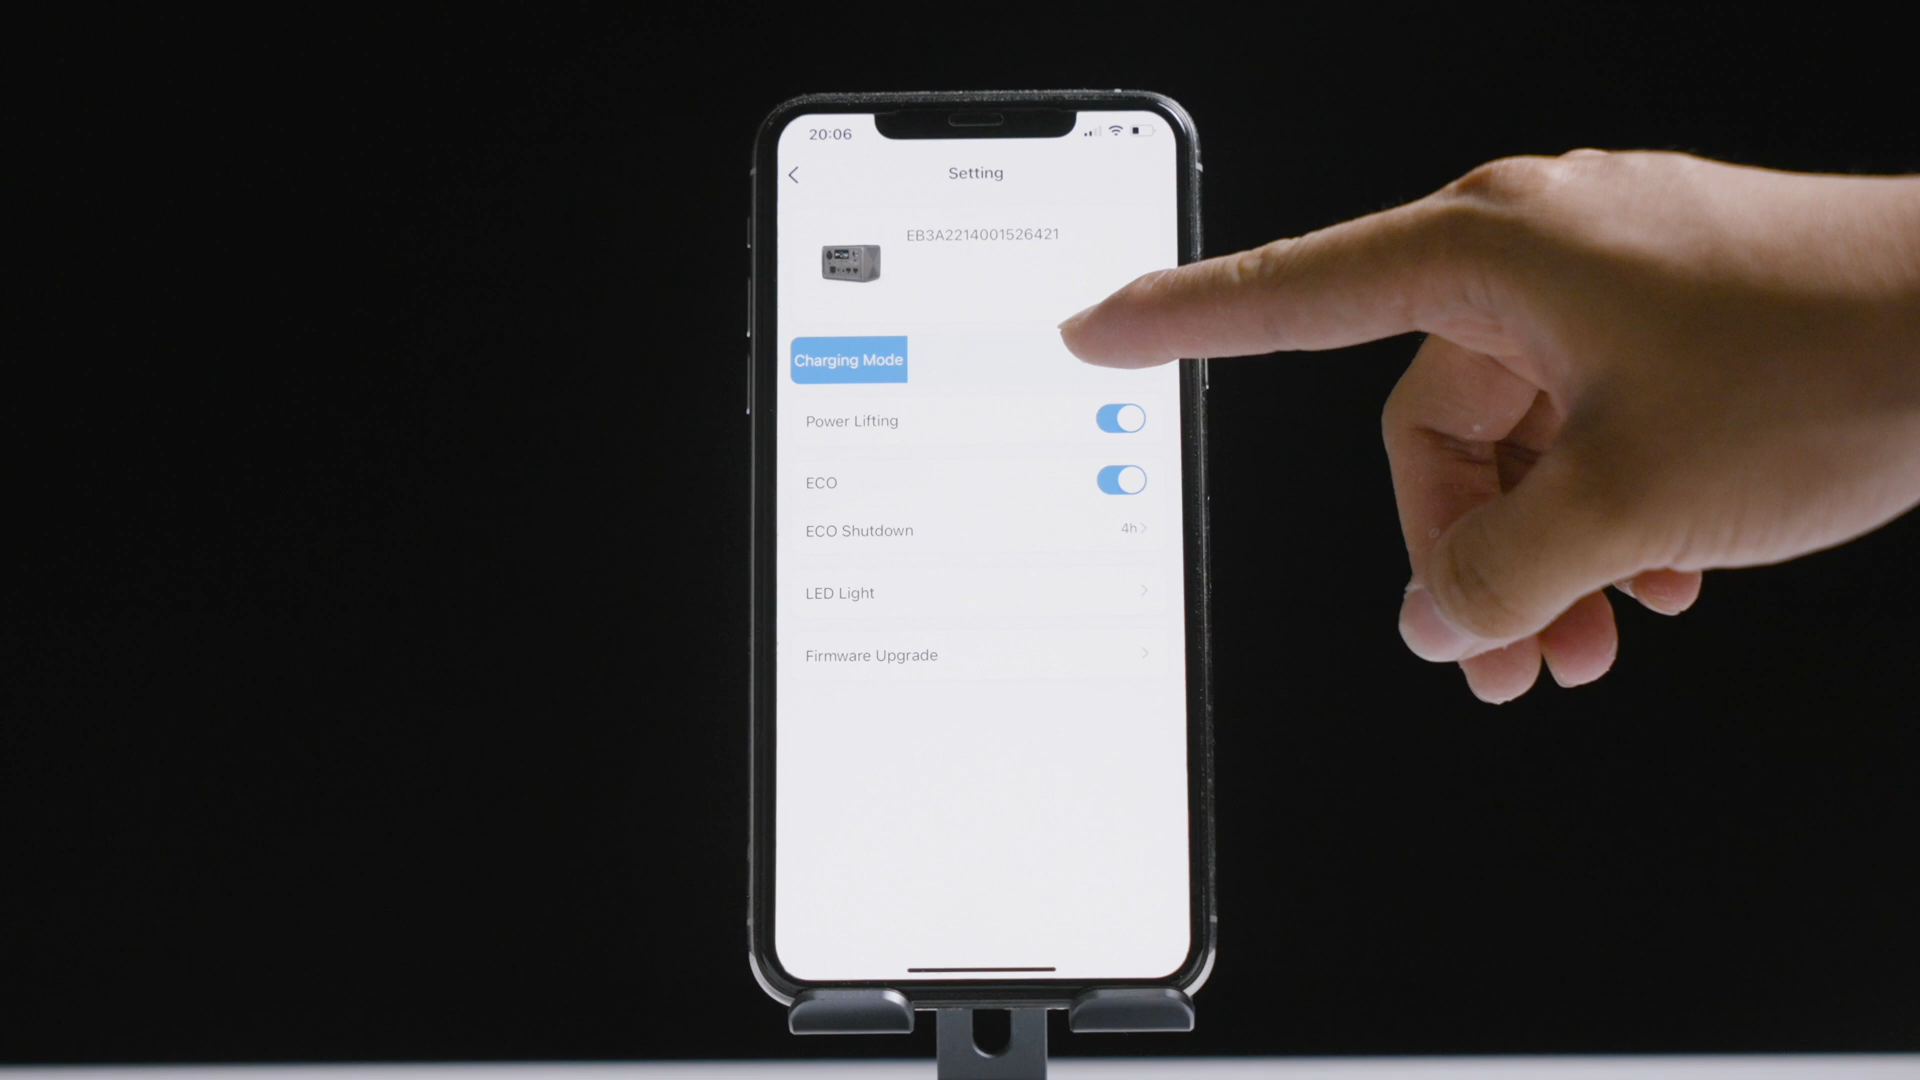 20:06
Setting
EB3A2214001526421
Charging Mode
Power Lifting
ECO
ECO Shutdown 4h
LED Light
Firmware Upgrade